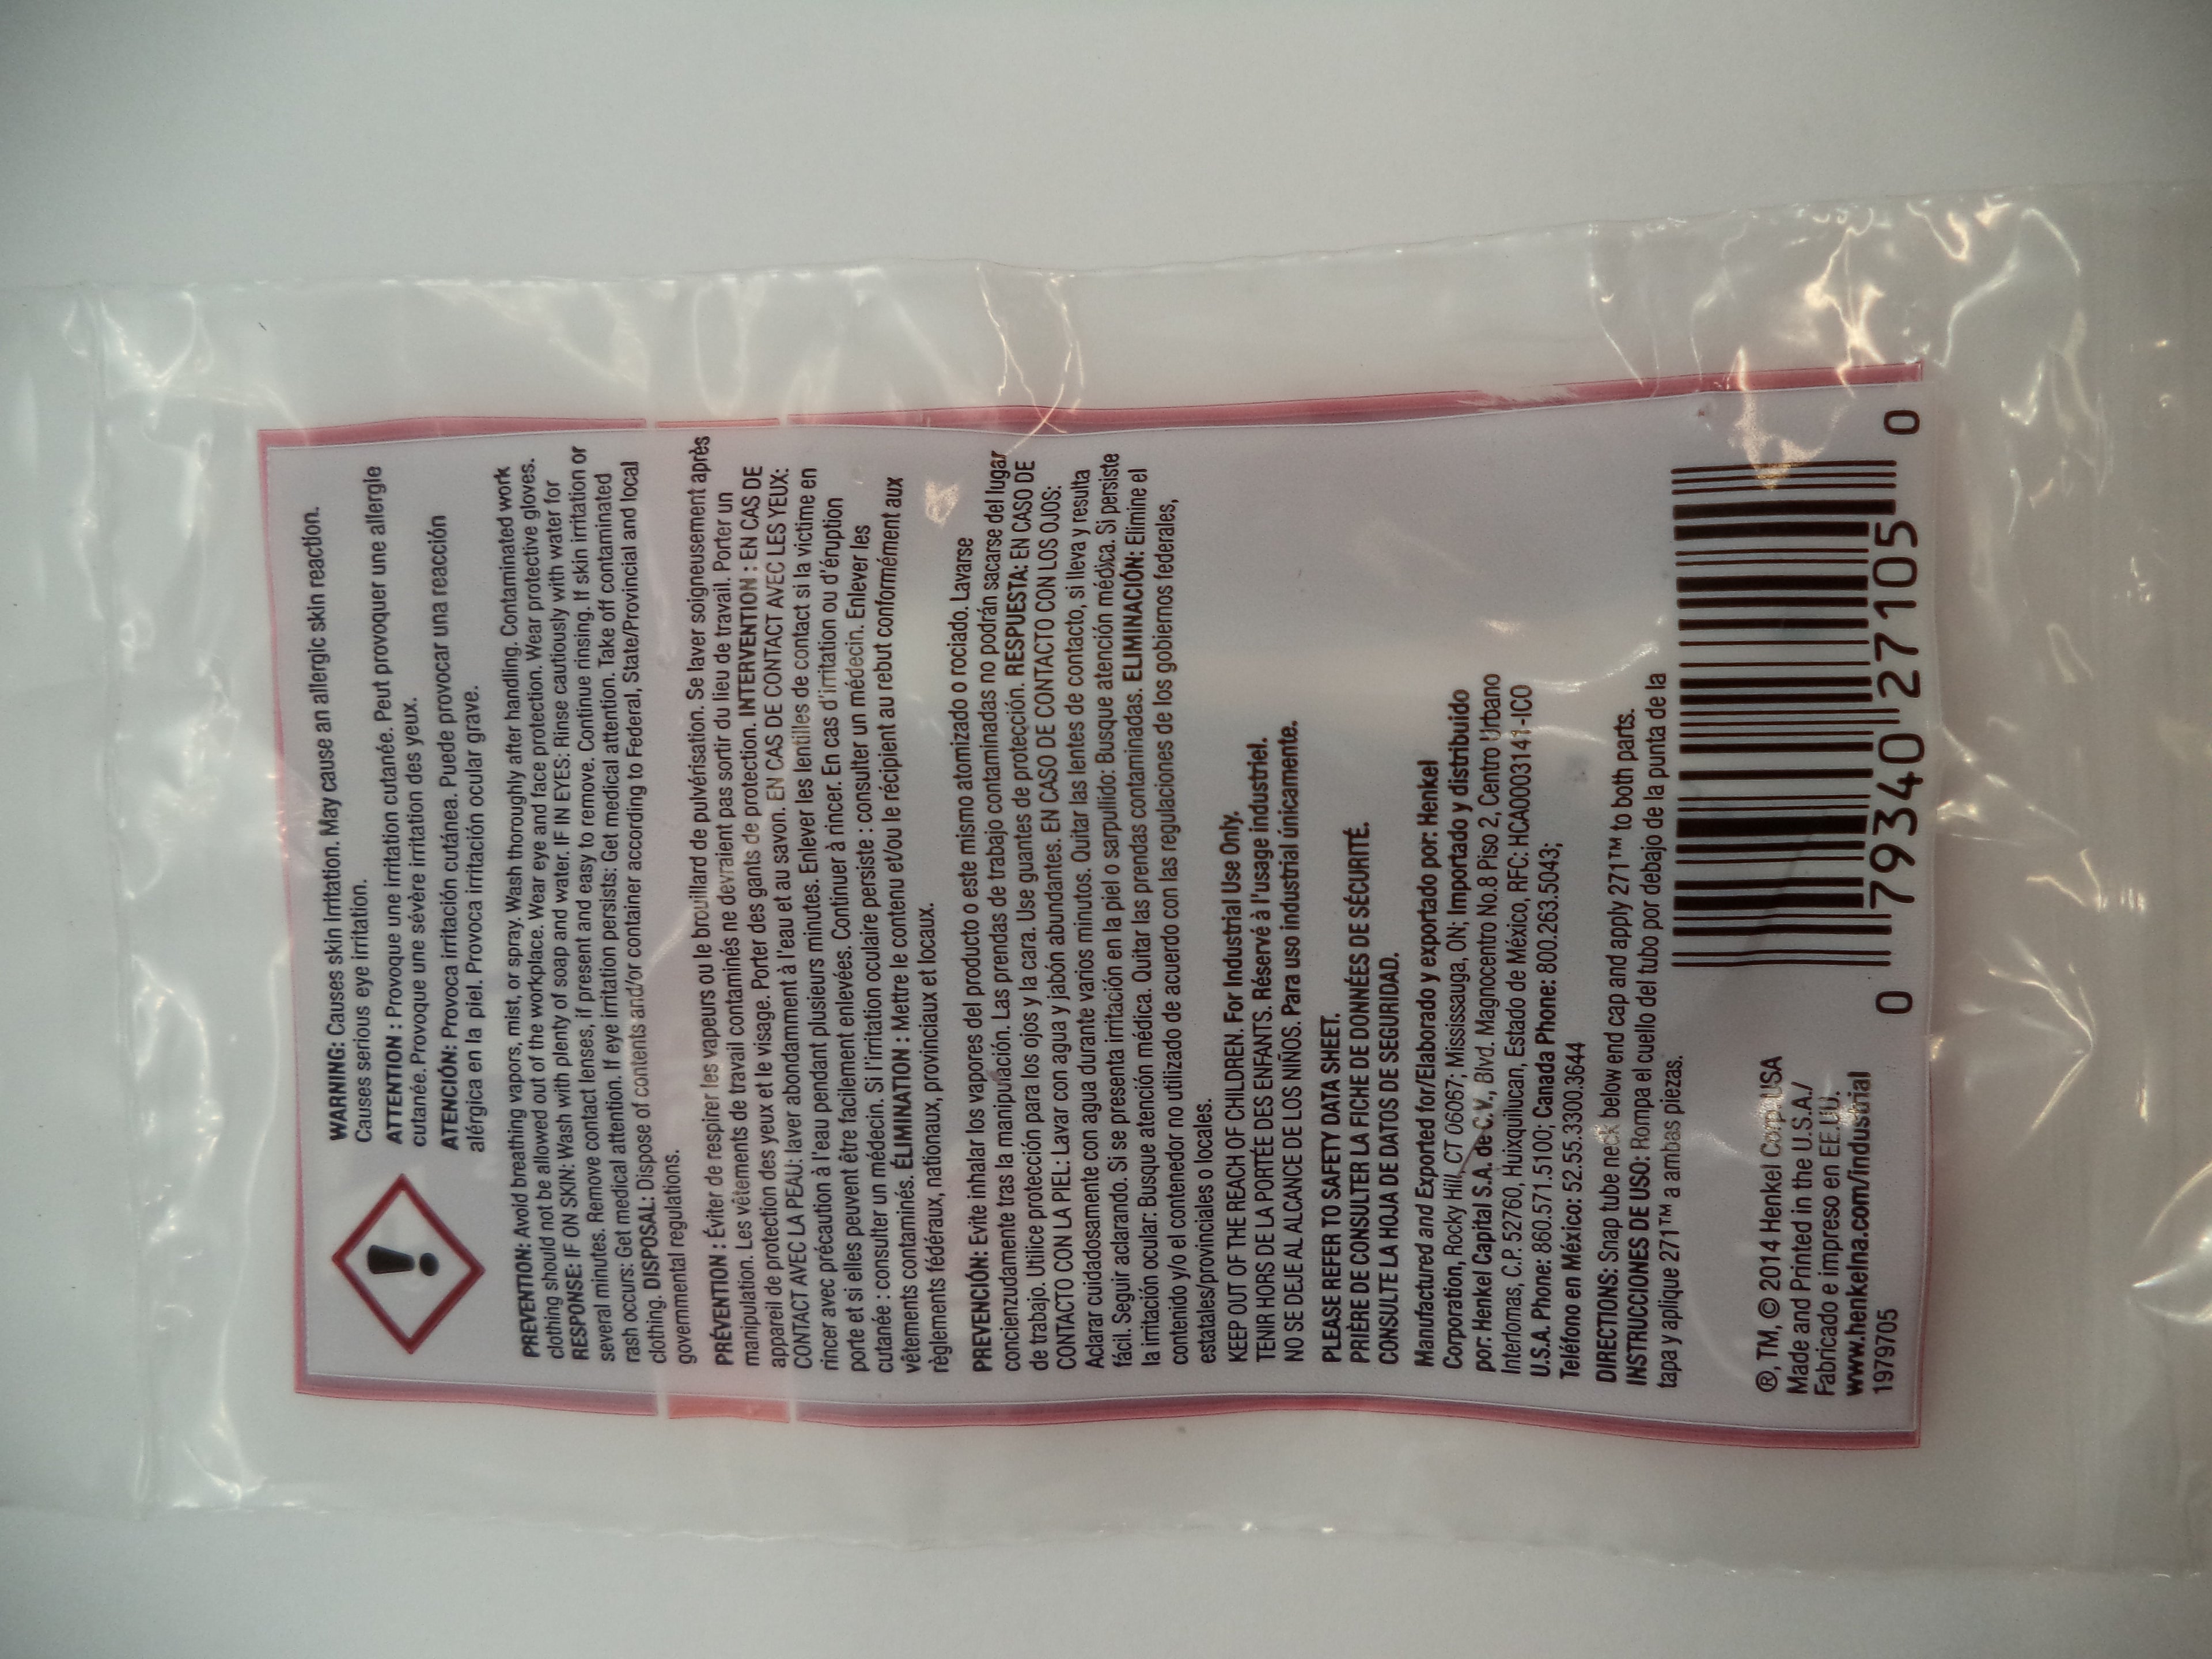 WARNING: Causes skin irritation. May cause an allergic skin reaction.
Causes serious eye irritation.
ATTENTION : Provoque une irritation cutanée. Peut provoquer une allergie
cutanée. Provoque une sévère irritation des yeux.
ATENCIÓN: Provoca irritación cutánea. Puede provocar una reacción
alérgica en la piel. Provoca irritación ocular grave.
PREVENTION: Avoid breathing vapors, mist, or spray. Wash thoroughly after handling. Contaminated work
clothing should not be allowed out of the workplace. Wear eye and face protection. Wear protective gloves.
RESPONSE: IF ON SKIN: Wash with plenty of soap and water. IF IN EYES: Rinse cautiously with water for
several minutes. Remove contact lenses, if present and easy to remove. Continue rinsing. If skin irritation or
rash occurs: Get medical attention. If eye irritation persists: Get medical attention. Take off contaminated
clothing. DISPOSAL: Dispose of contents and/or container according to Federal, State/Provincial and local
governmental regulations.
PRÉVENTION : Éviter de respirer les vapeurs ou le brouillard de pulvérisation. Se laver soigneusement après
manipulation. Les vêtements de travail contaminés ne devraient pas sortir du lieu de travail. Porter un
appareil de protection des yeux et le visage. Porter des gants de protection. INTERVENTION : EN CAS DE
CONTACT AVEC LA PEAU: laver abondamment à l'eau et au savon. EN CAS DE CONTACT AVEC LES YEUX:
rincer avec précaution à l'eau pendant plusieurs minutes. Enlever les lentilles de contact si la victime en
porte et si elles peuvent être facilement enlevées. Continuer à rincer. En cas d'irritation ou d'éruption
cutanée : consulter un médecin. Si l'irritation oculaire persiste : consulter un médecin. Enlever les
vêtements contaminés. ÉLIMINATION : Mettre le contenu et/ou le récipient au rebut conformément aux
règlements fédéraux, nationaux, provinciaux et locaux.
PREVENCIÓN: Evite inhalar los vapores del producto o este mismo atomizado o rociado. Lavarse
concienzudamente tras la manipulación. Las prendas de trabajo contaminadas no podrán sacarse del lugar
de trabajo. Utilice protección para los ojos y la cara. Use guantes de protección. RESPUESTA: EN CASO DE
CONTACTO CON LA PIEL: Lavar con agua y jabón abundantes. EN CASO DE CONTACTO CON LOS OJOS:
Aclarar cuidadosamente con agua durante varios minutos. Quitar las lentes de contacto, si lleva y resulta
fácil. Seguir aclarando. Si se presenta irritación en la piel o sarpullido: Busque atención médica. Si persiste
la irritación ocular: Busque atención médica. Quitar las prendas contaminadas. ELIMINACIÓN: Elimine el
contenido y/o el contenedor no utilizado de acuerdo con las regulaciones de los gobiernos federales,
estatales/provinciales o locales.
KEEP OUT OF THE REACH OF CHILDREN. For Industrial Use Only.
TENIR HORS DE LA PORTÉE DES ENFANTS. Réservé à l'usage industriel.
NO SE DEJE AL ALCANCE DE LOS NIÑOS. Para uso industrial únicamente.
PLEASE REFER TO SAFETY DATA SHEET.
PRIÈRE DE CONSULTER LA FICHE DE DONNÉES DE SÉCURITÉ.
CONSULTE LA HOJA DE DATOS DE SEGURIDAD.
Manufactured and Exported for/Elaborado y exportado por: Henkel
Corporation, Rocky Hill, CT 06067; Mississauga, ON; Importado y distribuido
por: Henkel Capital S.A. de C.V., Blvd. Magnocentro No.8 Piso 2, Centro Urbano
Interlomas, C.P. 52760, Huixquilucan, Estado de México, RFC: HCA0003141-ICO
U.S.A. Phone: 860.571.5100; Canada Phone: 800.263.5043;
Teléfono en México: 52.55.3300.3644
DIRECTIONS: Snap tube neck below end cap and apply 271™ to both parts.
INSTRUCCIONES DE USO: Rompa el cuello del tubo por debajo de la punta de la
tapa y aplique 271™ a ambas piezas.
®, TM, © 2014 Henkel Corp. USA
Made and Printed in the U.S.A./
Fabricado e impreso en EE.UU.
www.henkelna.com/industrial
1979705
0 79340 27105 0